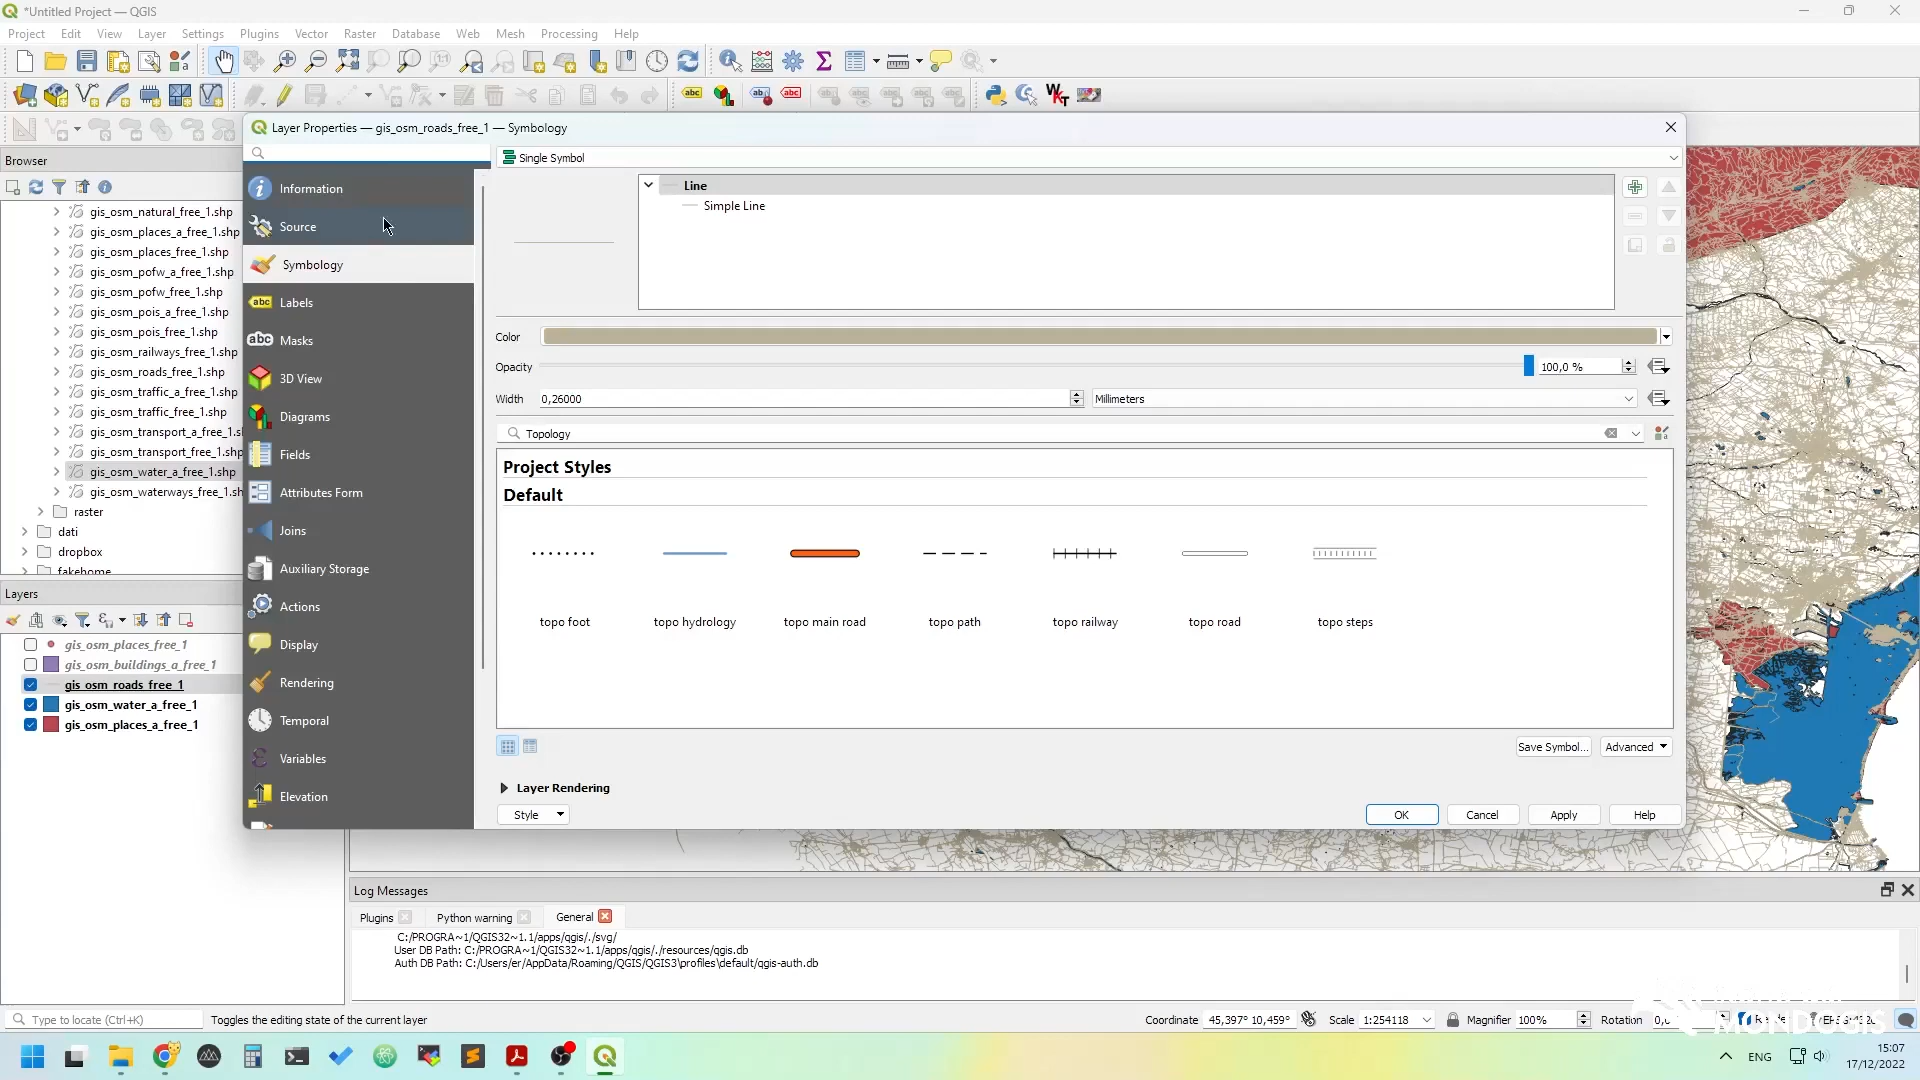 *Untitled Project — QGIS
Project Edit View Layer Settings Plugins Vector Raster Database Web Mesh Processing Help
Layer Properties — gis_osm_roads_free_1 — Symbology
Browser
gis_osm_natural_free_1.shp
gis_osm_places_a_free_1.shp
gis_osm_places_free_1.shp
gis_osm_pofw_a_free_1.shp
gis_osm_pofw_free_1.shp
gis_osm_pois_a_free_1.shp
gis_osm_pois_free_1.shp
gis_osm_railways_free_1.shp
gis_osm_roads_free_1.shp
gis_osm_traffic_a_free_1.shp
gis_osm_traffic_free_1.shp
gis_osm_transport_a_free_1.sl
gis_osm_transport_free_1.shp
gis_osm_water_a_free_1.shp
gis_osm_waterways_free_1.sh
raster
dati
dropbox
fakehome
Layers
gis_osm_places_free_1
gis_osm_buildings_a_free_1
gis_osm_roads_free_1
gis_osm_water_a_free_1
gis_osm_places_a_free_1
Information
Source
Symbology
abc Labels
abc Masks
3D View
Diagrams
Fields
Attributes Form
Joins
Auxiliary Storage
Actions
Display
Rendering
Temporal
Variables
Elevation
Single Symbol
Line
Simple Line
Color
Opacity 100,0 %
Width 0,26000 Millimeters
Topology
Project Styles
Default
topo foot topo hydrology topo main road topo path topo railway topo road topo steps
Save Symbol... Advanced
Layer Rendering
Style OK Cancel Apply Help
Log Messages
Plugins Python warning General
C:/PROGRA~1/QGIS32~1.1/apps/qgis/./svg/
User DB Path: C:/PROGRA~1/QGIS32~1.1/apps/qgis/./resources/qgis.db
Auth DB Path: C:/Users/er/AppData/Roaming/QGIS/QGIS3\profiles\default/qgis-auth.db
Type to locate (Ctrl+K) Toggles the editing state of the current layer Coordinate 45,397° 10,459° Scale 1:254118 Magnifier 100% Rotation
MONDOGIS
ENG
15:07
17/12/2022